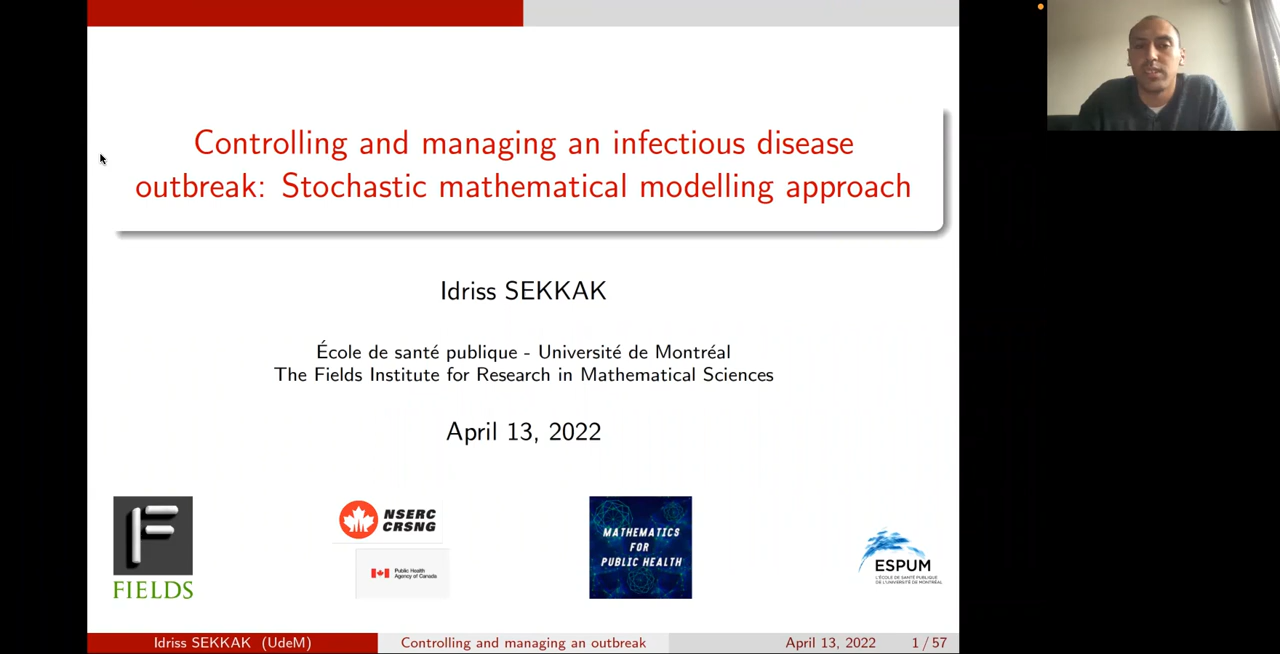 Controlling and managing an infectious disease
outbreak: Stochastic mathematical modelling approach
Idriss SEKKAK
École de santé publique - Université de Montréal
The Fields Institute for Research in Mathematical Sciences
April 13, 2022
FIELDS
NSERC
CRSNG
Public Health
Agency of Canada
MATHEMATICS
FOR
PUBLIC HEALTH
ESPUM
L'ÉCOLE DE SANTÉ PUBLIQUE
DE L'UNIVERSITÉ DE MONTRÉAL
Idriss SEKKAK (UdeM)
Controlling and managing an outbreak
April 13, 2022
1 / 57